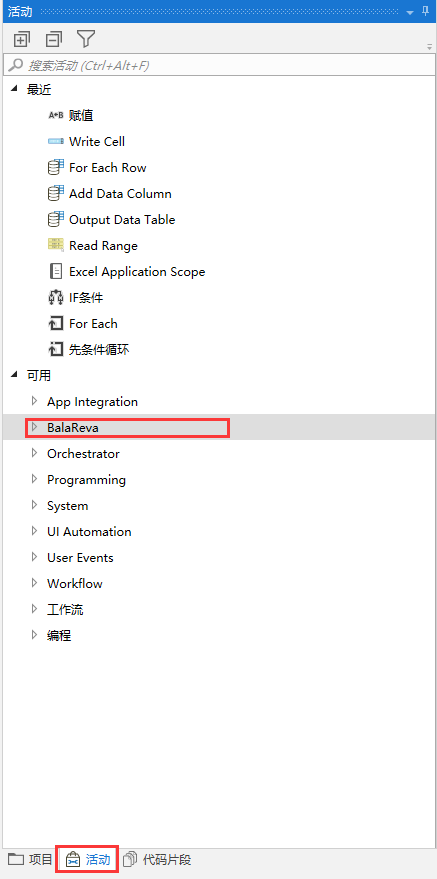 活动
搜索活动 (Ctrl+Alt+F)
最近
A+B 赋值
Write Cell
For Each Row
Add Data Column
Output Data Table
Read Range
Excel Application Scope
IF条件
For Each
先条件循环
可用
App Integration
BalaReva
Orchestrator
Programming
System
UI Automation
User Events
Workflow
工作流
编程
项目 活动 代码片段